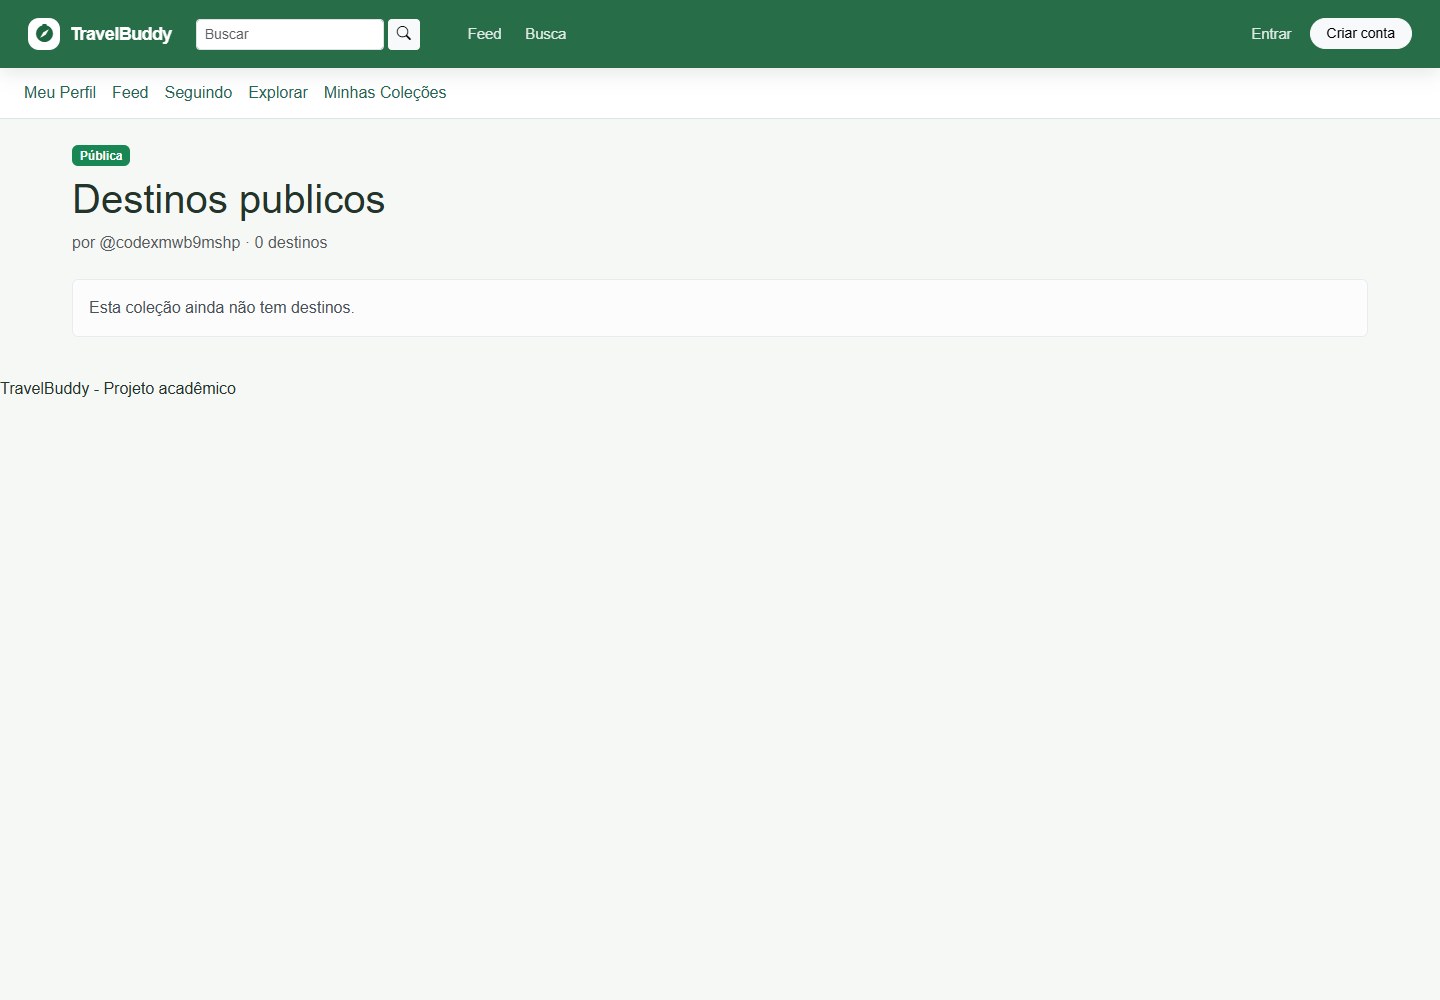 TravelBuddy Buscar Feed Busca Entrar Criar conta
Meu Perfil Feed Seguindo Explorar Minhas Coleções
Pública
Destinos publicos
por @codexmwb9mshp · 0 destinos
Esta coleção ainda não tem destinos.
TravelBuddy - Projeto acadêmico